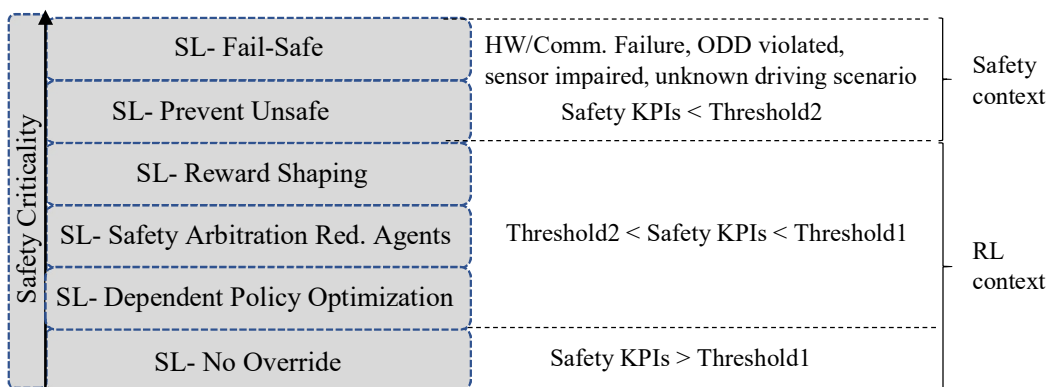 Safety Criticality
SL- Fail-Safe
SL- Prevent Unsafe
SL- Reward Shaping
SL- Safety Arbitration Red. Agents
SL- Dependent Policy Optimization
SL- No Override
HW/Comm. Failure, ODD violated,
sensor impaired, unknown driving scenario
Safety KPIs < Threshold2
Threshold2 < Safety KPIs < Threshold1
Safety KPIs > Threshold1
Safety
context
RL
context